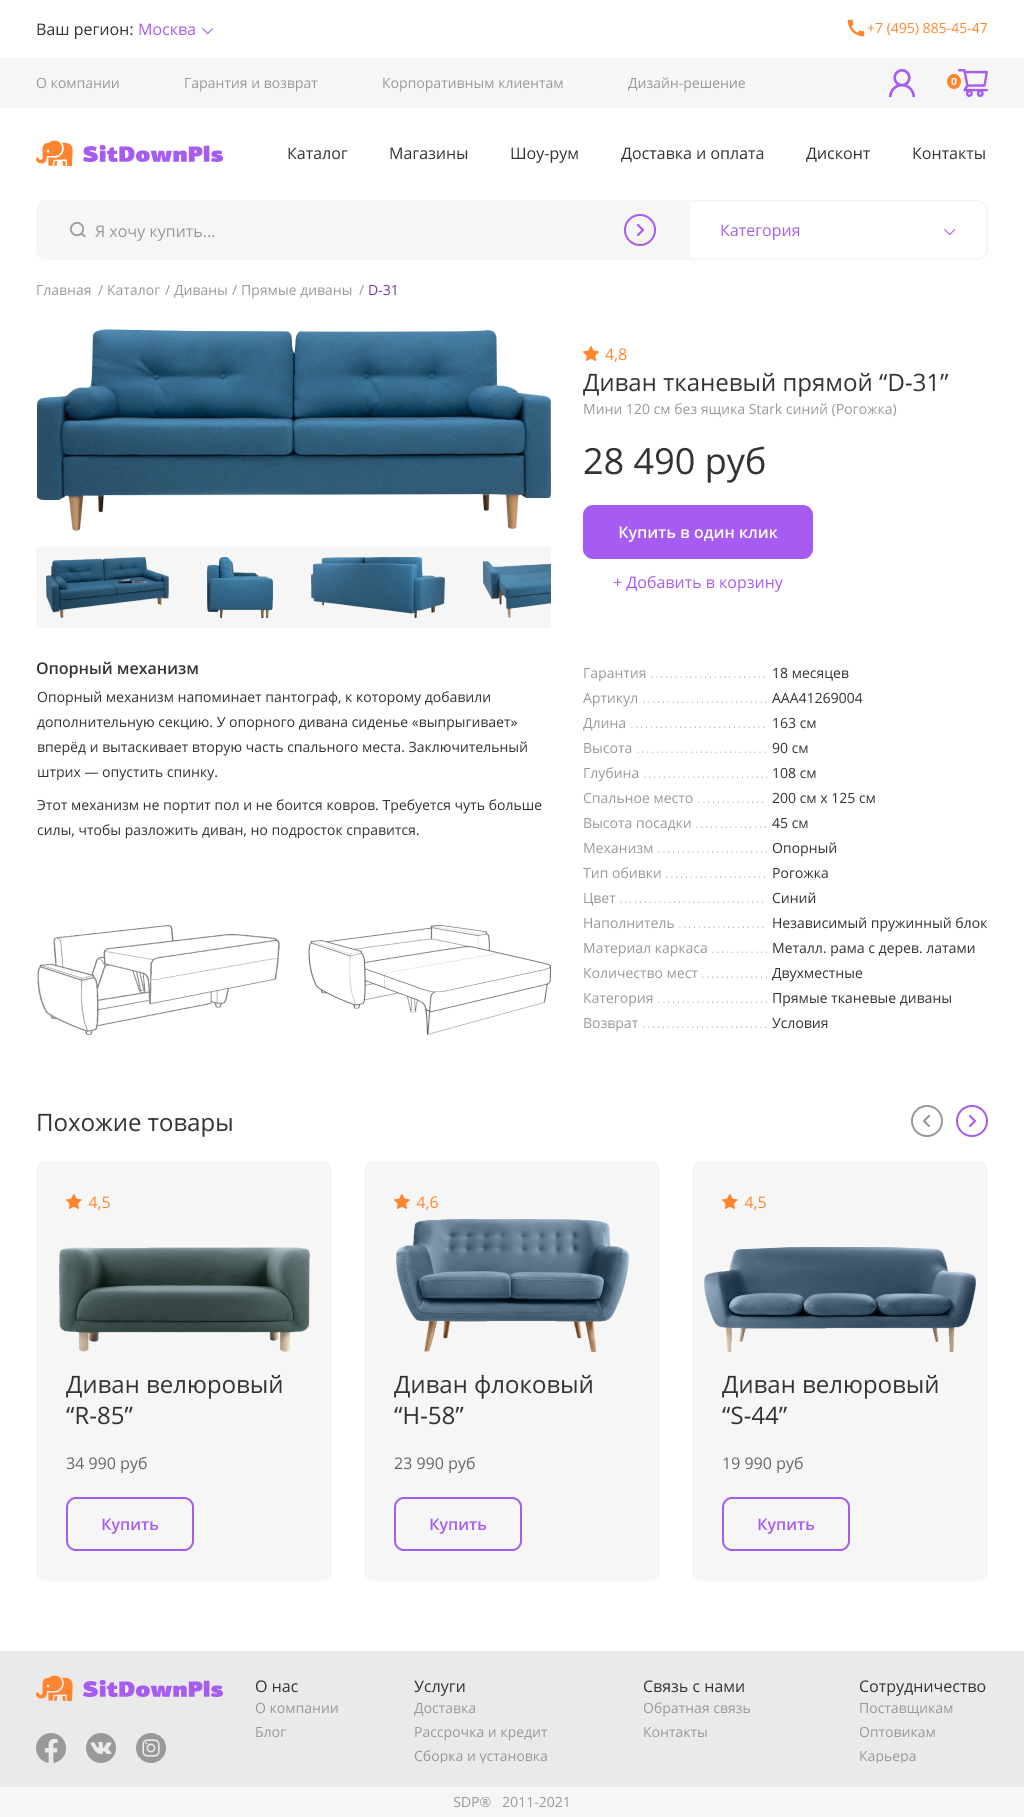 Ваш регион: Москва
+7 (495) 885-45-47
О компании
Гарантия и возврат
Корпоративным клиентам
Дизайн-решение
0
SitDownPls
Каталог
Магазины
Шоу-рум
Доставка и оплата
Дисконт
Контакты
Я хочу купить...
Категория
Главная / Каталог / Диваны / Прямые диваны / D-31
4,8
Диван тканевый прямой “D-31”
Мини 120 см без ящика Stark синий (Рогожка)
28 490 руб
Купить в один клик
+ Добавить в корзину
Опорный механизм
Опорный механизм напоминает пантограф, к которому добавили
дополнительную секцию. У опорного дивана сиденье «выпрыгивает»
вперёд и вытаскивает вторую часть спального места. Заключительный
штрих — опустить спинку.
Этот механизм не портит пол и не боится ковров. Требуется чуть больше
силы, чтобы разложить диван, но подросток справится.
Гарантия 18 месяцев
Артикул ААА41269004
Длина 163 см
Высота 90 см
Глубина 108 см
Спальное место 200 см х 125 см
Высота посадки 45 см
Механизм Опорный
Тип обивки Рогожка
Цвет Синий
Наполнитель Независимый пружинный блок
Материал каркаса Металл. рама с дерев. латами
Количество мест Двухместные
Категория Прямые тканевые диваны
Возврат Условия
Похожие товары
4,5
Диван велюровый
“R-85”
34 990 руб
Купить
4,6
Диван флоковый
“H-58”
23 990 руб
Купить
4,5
Диван велюровый
“S-44”
19 990 руб
Купить
SitDownPls
О нас
О компании
Блог
Услуги
Доставка
Рассрочка и кредит
Сборка и установка
Связь с нами
Обратная связь
Контакты
Сотрудничество
Поставщикам
Оптовикам
Карьера
SDP® 2011-2021